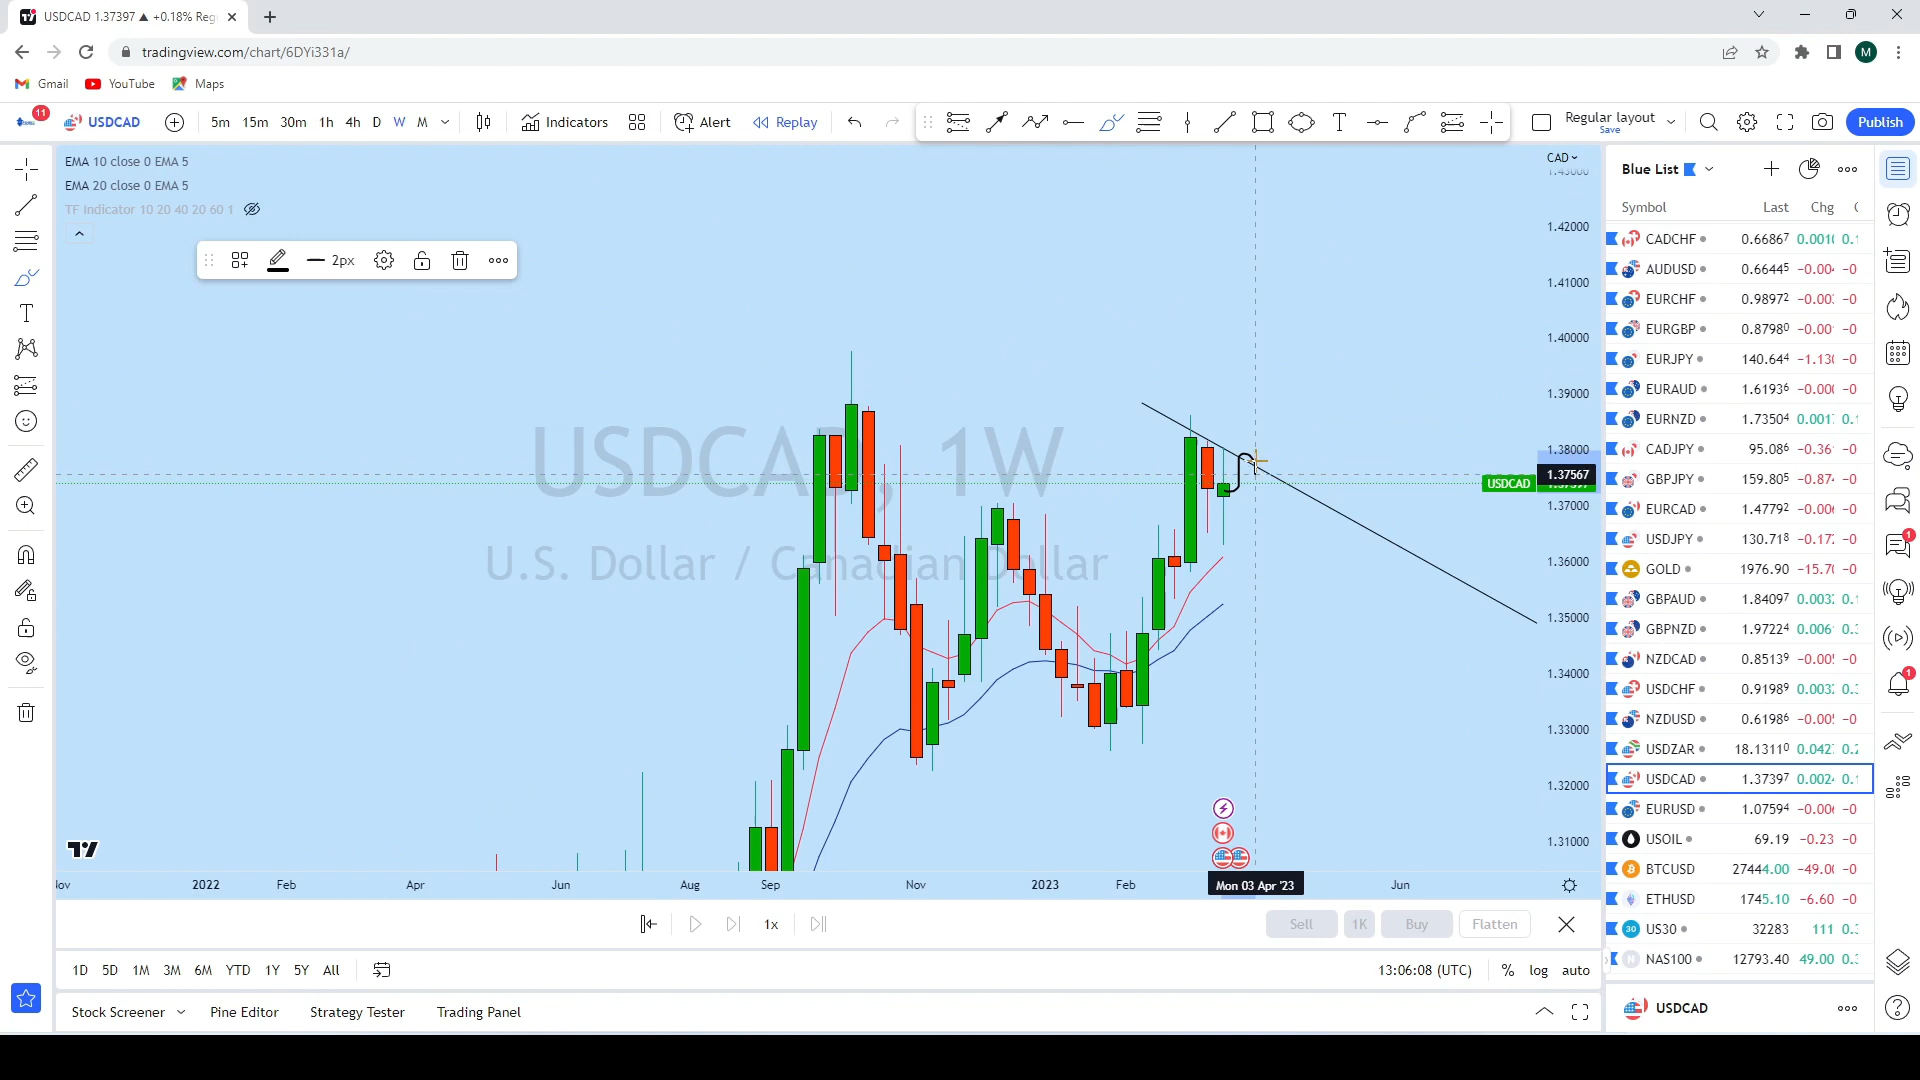 USDCAD 1.37397 ▲ +0.18% Reg
tradingview.com/chart/6DYi331a/
M
Gmail YouTube Maps
11 USDCAD 5m 15m 30m 1h 4h D W M Indicators Alert Replay Regular layout Save Publish
EMA 10 close 0 EMA 5
EMA 20 close 0 EMA 5
TF Indicator 10 20 40 20 60 1
2px
USDCAD, 1W
U.S. Dollar / Canadian Dollar
CAD
1.43000
1.42000
1.41000
1.40000
1.39000
1.38000
1.37567
USDCAD
1.37000
1.36000
1.35000
1.34000
1.33000
1.32000
1.31000
2022 Feb Apr Jun Aug Sep Nov 2023 Feb Mon 03 Apr '23 Jun
1x Sell 1K Buy Flatten
1D 5D 1M 3M 6M YTD 1Y 5Y All 13:06:08 (UTC) % log auto
Stock Screener Pine Editor Strategy Tester Trading Panel
Blue List
Symbol Last Chg
CADCHF 0.66867
AUDUSD 0.66445
EURCHF 0.98972
EURGBP 0.87980
EURJPY 140.644
EURAUD 1.61936
EURNZD 1.73504
CADJPY 95.086
GBPJPY 159.805
EURCAD 1.47792
USDJPY 130.718
GOLD 1976.90
GBPAUD 1.84097
GBPNZD 1.97224
NZDCAD 0.85139
USDCHF 0.91989
NZDUSD 0.61986
USDZAR 18.13110
USDCAD 1.37397
EURUSD 1.07594
USOIL 69.19 −0.23 −0
BTCUSD 27444.00 −49.0
ETHUSD 1745.10 −6.60 −0
30 US30 32283 111
N NAS100 12793.40 49.00
USDCAD
1
1